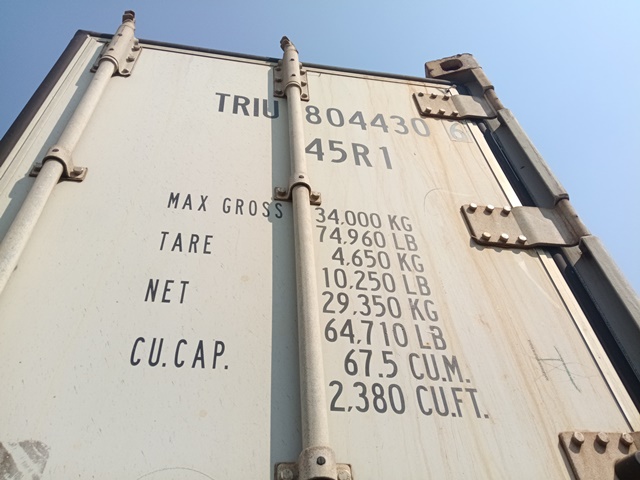 TRIU 804430 6
45R1
MAX GROSS 34,000 KG
74,960 LB
TARE 4,650 KG
10,250 LB
NET 29,350 KG
64,710 LB
CU.CAP. 67.5 CU.M.
2,380 CU.FT.
H